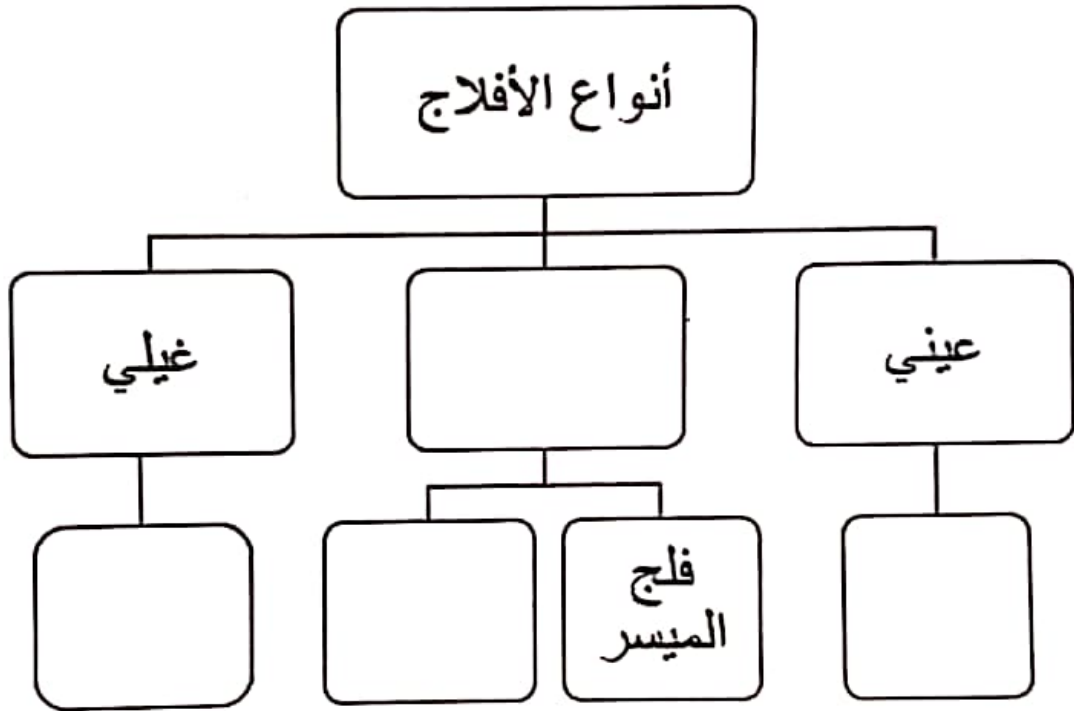 أنواع الأفلاج
عيني
غيلي
فلج
الميسر